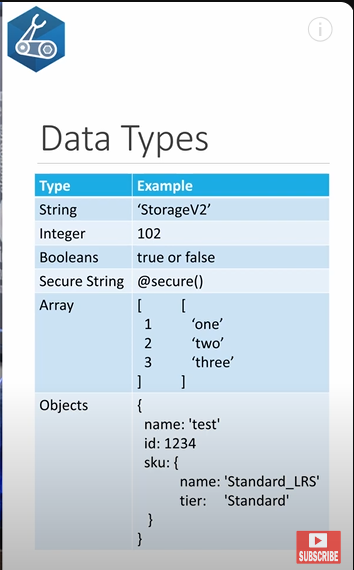 Data Types
Type Example
String ‘StorageV2’
Integer 102
Booleans true or false
Secure String @secure()
Array [ [
1 ‘one’
2 ‘two’
3 ‘three’
] ]
Objects {
name: 'test'
id: 1234
sku: {
name: 'Standard_LRS'
tier: 'Standard'
}
}
SUBSCRIBE